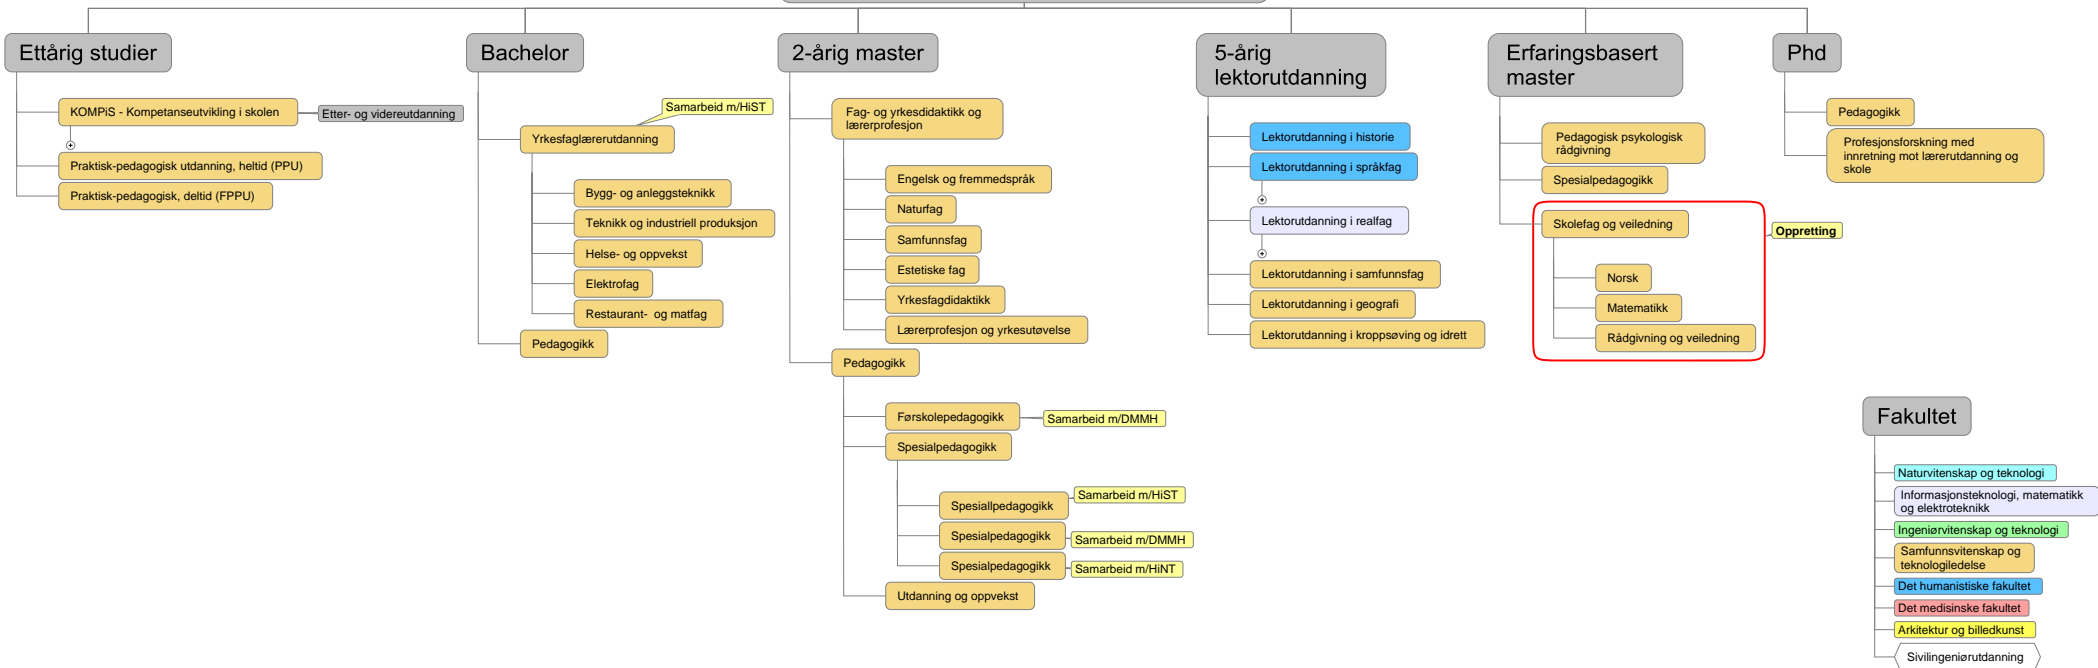 Ettårig studier
KOMPiS - Kompetanseutvikling i skolen
Etter- og videreutdanning
Praktisk-pedagogisk utdanning, heltid (PPU)
Praktisk-pedagogisk, deltid (FPPU)
Bachelor
Samarbeid m/HiST
Yrkesfaglærerutdanning
Bygg- og anleggsteknikk
Teknikk og industriell produksjon
Helse- og oppvekst
Elektrofag
Restaurant- og matfag
Pedagogikk
2-årig master
Fag- og yrkesdidaktikk og
lærerprofesjon
Engelsk og fremmedspråk
Naturfag
Samfunnsfag
Estetiske fag
Yrkesfagdidaktikk
Lærerprofesjon og yrkesutøvelse
Pedagogikk
Førskolepedagogikk
Samarbeid m/DMMH
Spesialpedagogikk
Spesiallpedagogikk
Samarbeid m/HiST
Spesialpedagogikk
Samarbeid m/DMMH
Spesialpedagogikk
Samarbeid m/HiNT
Utdanning og oppvekst
5-årig
lektorutdanning
Lektorutdanning i historie
Lektorutdanning i språkfag
Lektorutdanning i realfag
Lektorutdanning i samfunnsfag
Lektorutdanning i geografi
Lektorutdanning i kroppsøving og idrett
Erfaringsbasert
master
Pedagogisk psykologisk
rådgivning
Spesialpedagogikk
Skolefag og veiledning
Oppretting
Norsk
Matematikk
Rådgivning og veiledning
Phd
Pedagogikk
Profesjonsforskning med
innretning mot lærerutdanning og
skole
Fakultet
Naturvitenskap og teknologi
Informasjonsteknologi, matematikk
og elektroteknikk
Ingeniørvitenskap og teknologi
Samfunnsvitenskap og
teknologiledelse
Det humanistiske fakultet
Det medisinske fakultet
Arkitektur og billedkunst
Sivilingeniørutdanning